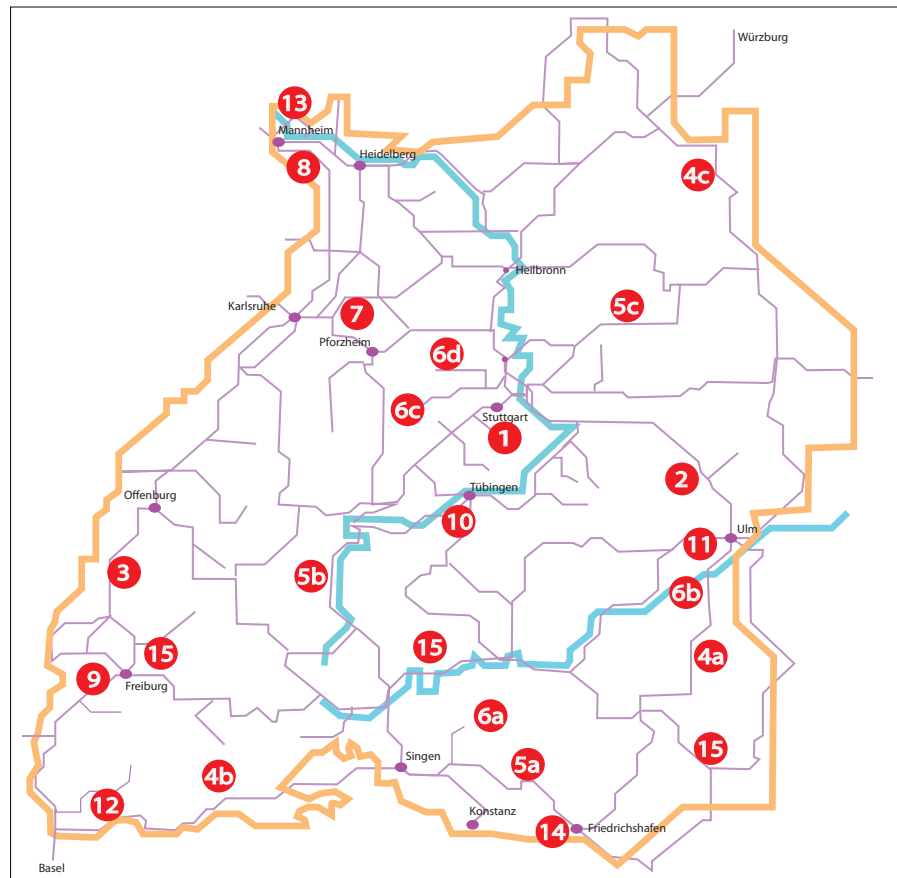 Würzburg
13
Mannheim
8
Heidelberg
4c
Heilbronn
5c
Karlsruhe
7
Pforzheim
6d
6c
Stuttgart
1
2
Tübingen
Offenburg
10
Ulm
11
3
5b
6b
15
15
4a
9
Freiburg
6a
15
Singen
5a
4b
12
Konstanz
14
Friedrichshafen
Basel